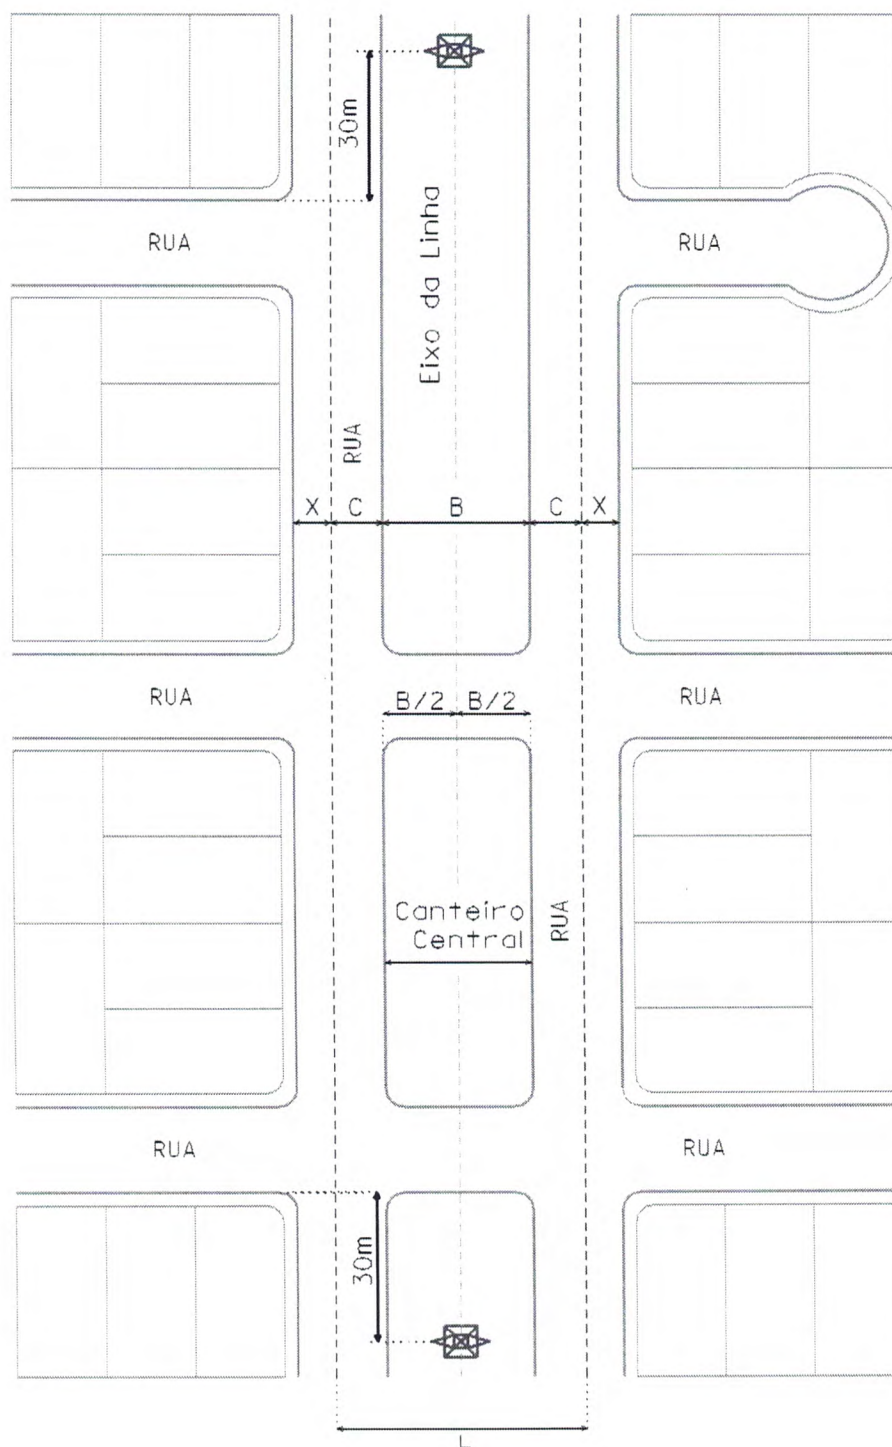 30m
RUA
RUA
Eixo da Linha
RUA
X C B C X
RUA
B/2 B/2
RUA
Canteiro
Central
RUA
RUA
RUA
30m
L